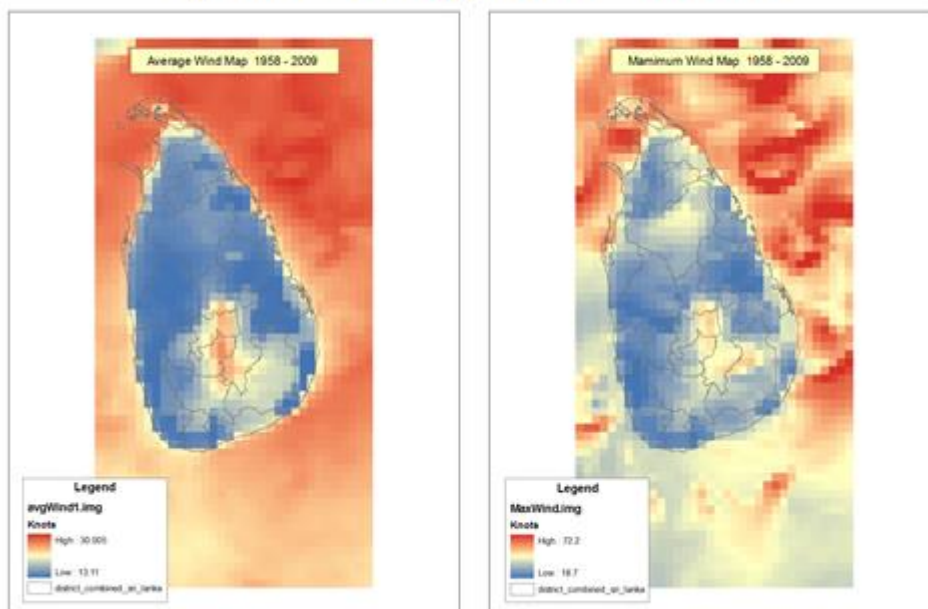 Average Wind Map 1958 - 2009
Legend
avgWind1.img
Knots
High : 30.005
Low : 13.11
district_combined_sri_lanka
Mamimum Wind Map 1958 - 2009
Legend
MaxWind.img
Knots
High : 72.2
Low : 18.7
district_combined_sri_lanka